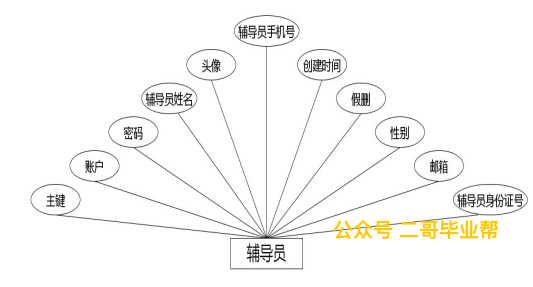 辅导员手机号
头像
创建时间
辅导员姓名
假删
密码
性别
账户
邮箱
主键
辅导员身份证号
公众号 二哥毕业帮
辅导员